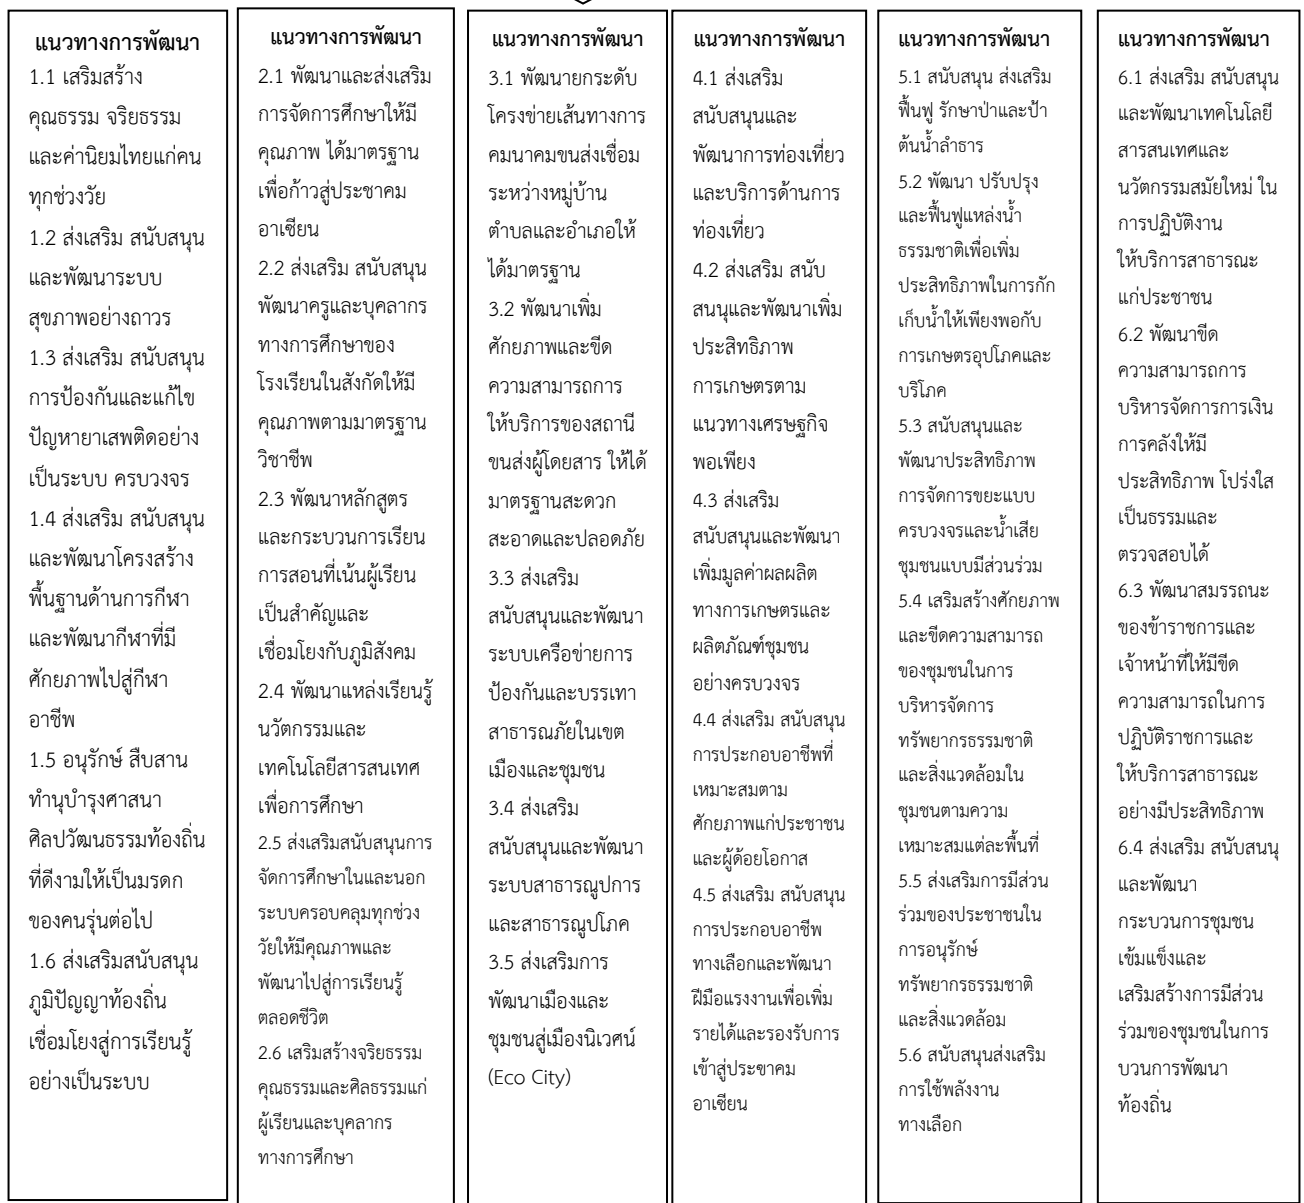 แนวทางการพัฒนา
1.1 เสริมสร้าง
คุณธรรม จริยธรรม
และค่านิยมไทยแก่คน
ทุกช่วงวัย
1.2 ส่งเสริม สนับสนุน
และพัฒนาระบบ
สุขภาพอย่างถาวร
1.3 ส่งเสริม สนับสนุน
การป้องกันและแก้ไข
ปัญหายาเสพติดอย่าง
เป็นระบบ ครบวงจร
1.4 ส่งเสริม สนับสนุน
และพัฒนาโครงสร้าง
พื้นฐานด้านการกีฬา
และพัฒนากีฬาที่มี
ศักยภาพไปสู่กีฬา
อาชีพ
1.5 อนุรักษ์ สืบสาน
ทำนุบำรุงศาสนา
ศิลปวัฒนธรรมท้องถิ่น
ที่ดีงามให้เป็นมรดก
ของคนรุ่นต่อไป
1.6 ส่งเสริมสนับสนุน
ภูมิปัญญาท้องถิ่น
เชื่อมโยงสู่การเรียนรู้
อย่างเป็นระบบ
แนวทางการพัฒนา
2.1 พัฒนาและส่งเสริม
การจัดการศึกษาให้มี
คุณภาพ ได้มาตรฐาน
เพื่อก้าวสู่ประชาคม
อาเซียน
2.2 ส่งเสริม สนับสนุน
พัฒนาครูและบุคลากร
ทางการศึกษาของ
โรงเรียนในสังกัดให้มี
คุณภาพตามมาตรฐาน
วิชาชีพ
2.3 พัฒนาหลักสูตร
และกระบวนการเรียน
การสอนที่เน้นผู้เรียน
เป็นสำคัญและ
เชื่อมโยงกับภูมิสังคม
2.4 พัฒนาแหล่งเรียนรู้
นวัตกรรมและ
เทคโนโลยีสารสนเทศ
เพื่อการศึกษา
2.5 ส่งเสริมสนับสนุนการ
จัดการศึกษาในและนอก
ระบบครอบคลุมทุกช่วง
วัยให้มีคุณภาพและ
พัฒนาไปสู่การเรียนรู้
ตลอดชีวิต
2.6 เสริมสร้างจริยธรรม
คุณธรรมและศิลธรรมแก่
ผู้เรียนและบุคลากร
ทางการศึกษา
แนวทางการพัฒนา
3.1 พัฒนายกระดับ
โครงข่ายเส้นทางการ
คมนาคมขนส่งเชื่อม
ระหว่างหมู่บ้าน
ตำบลและอำเภอให้
ได้มาตรฐาน
3.2 พัฒนาเพิ่ม
ศักยภาพและขีด
ความสามารถการ
ให้บริการของสถานี
ขนส่งผู้โดยสาร ให้ได้
มาตรฐานสะดวก
สะอาดและปลอดภัย
3.3 ส่งเสริม
สนับสนุนและพัฒนา
ระบบเครือข่ายการ
ป้องกันและบรรเทา
สาธารณภัยในเขต
เมืองและชุมชน
3.4 ส่งเสริม
สนับสนุนและพัฒนา
ระบบสาธารณูปการ
และสาธารณูปโภค
3.5 ส่งเสริมการ
พัฒนาเมืองและ
ชุมชนสู่เมืองนิเวศน์
(Eco City)
แนวทางการพัฒนา
4.1 ส่งเสริม
สนับสนุนและ
พัฒนาการท่องเที่ยว
และบริการด้านการ
ท่องเที่ยว
4.2 ส่งเสริม สนับ
สนนุและพัฒนาเพิ่ม
ประสิทธิภาพ
การเกษตรตาม
แนวทางเศรษฐกิจ
พอเพียง
4.3 ส่งเสริม
สนับสนุนและพัฒนา
เพิ่มมูลค่าผลผลิต
ทางการเกษตรและ
ผลิตภัณฑ์ชุมชน
อย่างครบวงจร
4.4 ส่งเสริม สนับสนุน
การประกอบอาชีพที่
เหมาะสมตาม
ศักยภาพแก่ประชาชน
และผู้ด้อยโอกาส
4.5 ส่งเสริม สนับสนุน
การประกอบอาชีพ
ทางเลือกและพัฒนา
ฝีมือแรงงานเพื่อเพิ่ม
รายได้และรองรับการ
เข้าสู่ประชาคม
อาเซียน
แนวทางการพัฒนา
5.1 สนับสนุน ส่งเสริม
ฟื้นฟู รักษาป่าและป้า
ต้นน้ำลำธาร
5.2 พัฒนา ปรับปรุง
และฟื้นฟูแหล่งน้ำ
ธรรมชาติเพื่อเพิ่ม
ประสิทธิภาพในการกัก
เก็บน้ำให้เพียงพอกับ
การเกษตรอุปโภคและ
บริโภค
5.3 สนับสนุนและ
พัฒนาประสิทธิภาพ
การจัดการขยะแบบ
ครบวงจรและน้ำเสีย
ชุมชนแบบมีส่วนร่วม
5.4 เสริมสร้างศักยภาพ
และขีดความสามารถ
ของชุมชนในการ
บริหารจัดการ
ทรัพยากรธรรมชาติ
และสิ่งแวดล้อมใน
ชุมชนตามความ
เหมาะสมแต่ละพื้นที่
5.5 ส่งเสริมการมีส่วน
ร่วมของประชาชนใน
การอนุรักษ์
ทรัพยากรธรรมชาติ
และสิ่งแวดล้อม
5.6 สนับสนุนส่งเสริม
การใช้พลังงาน
ทางเลือก
แนวทางการพัฒนา
6.1 ส่งเสริม สนับสนุน
และพัฒนาเทคโนโลยี
สารสนเทศและ
นวัตกรรมสมัยใหม่ ใน
การปฏิบัติงาน
ให้บริการสาธารณะ
แก่ประชาชน
6.2 พัฒนาขีด
ความสามารถการ
บริหารจัดการการเงิน
การคลังให้มี
ประสิทธิภาพ โปร่งใส
เป็นธรรมและ
ตรวจสอบได้
6.3 พัฒนาสมรรถนะ
ของข้าราชการและ
เจ้าหน้าที่ให้มีขีด
ความสามารถในการ
ปฏิบัติราชการและ
ให้บริการสาธารณะ
อย่างมีประสิทธิภาพ
6.4 ส่งเสริม สนับสนนุ
และพัฒนา
กระบวนการชุมชน
เข้มแข็งและ
เสริมสร้างการมีส่วน
ร่วมของชุมชนในการ
บวนการพัฒนา
ท้องถิ่น